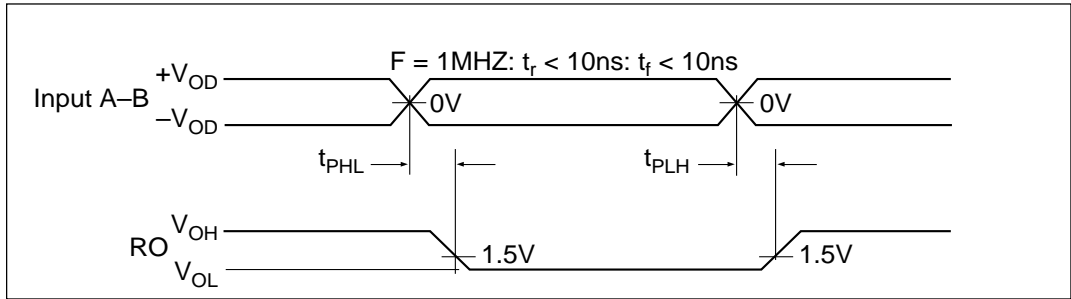 F = 1MHZ: tr < 10ns: tf < 10ns
+VOD
Input A–B
0V
0V
–VOD
tPHL
tPLH
VOH
RO
1.5V
1.5V
VOL